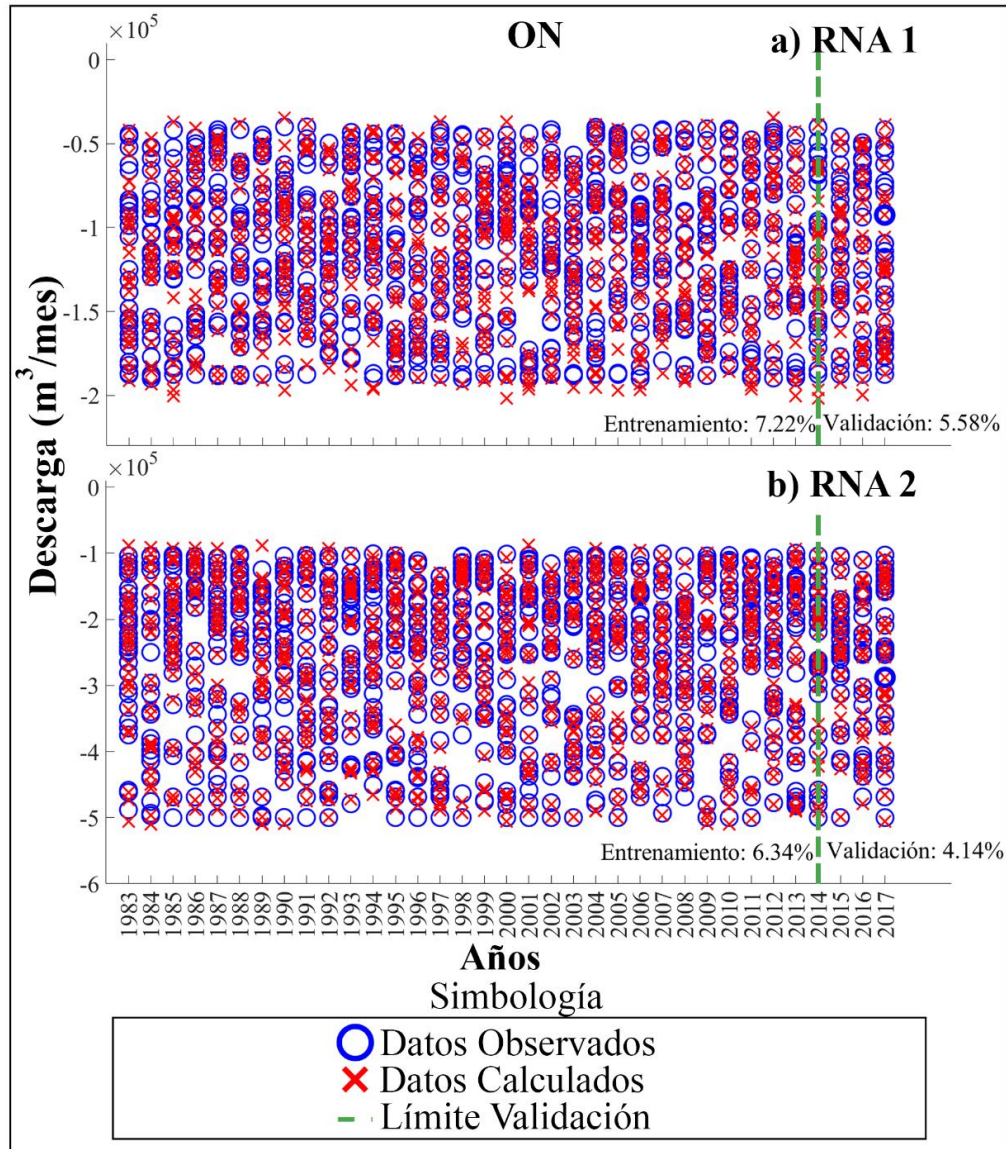 ×10⁵
ON
a) RNA 1
0
-0.5
-1
-1.5
-2
Entrenamiento: 7.22% Validación: 5.58%
Descarga (m³/mes)
×10⁵
b) RNA 2
0
-1
-2
-3
-4
-5
-6
Entrenamiento: 6.34% Validación: 4.14%
1983 1984 1985 1986 1987 1988 1989 1990 1991 1992 1993 1994 1995 1996 1997 1998 1999 2000 2001 2002 2003 2004 2005 2006 2007 2008 2009 2010 2011 2012 2013 2014 2015 2016 2017
Años
Simbología
Datos Observados
Datos Calculados
Límite Validación